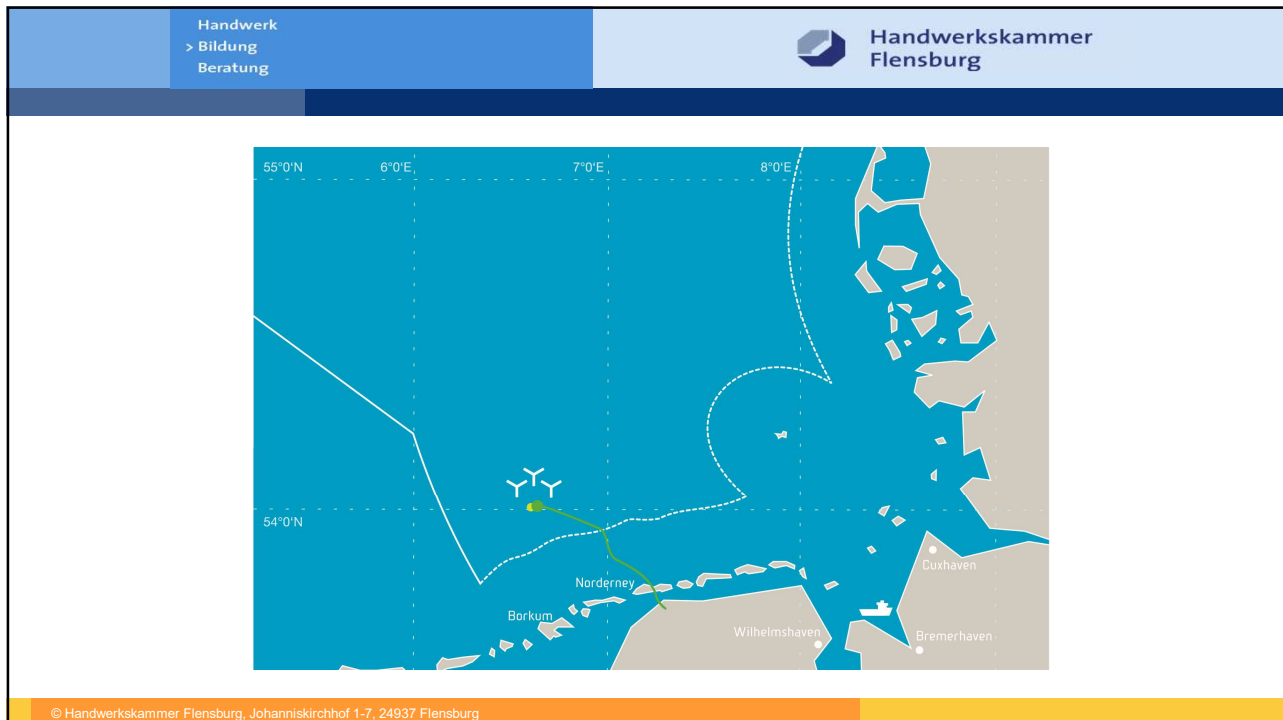 Handwerk
> Bildung
Beratung
Handwerkskammer
Flensburg
55°0'N
6°0'E
7°0'E
8°0'E
54°0'N
Norderney
Borkum
Cuxhaven
Wilhelmshaven
Bremerhaven
© Handwerkskammer Flensburg, Johanniskirchhof 1-7, 24937 Flensburg